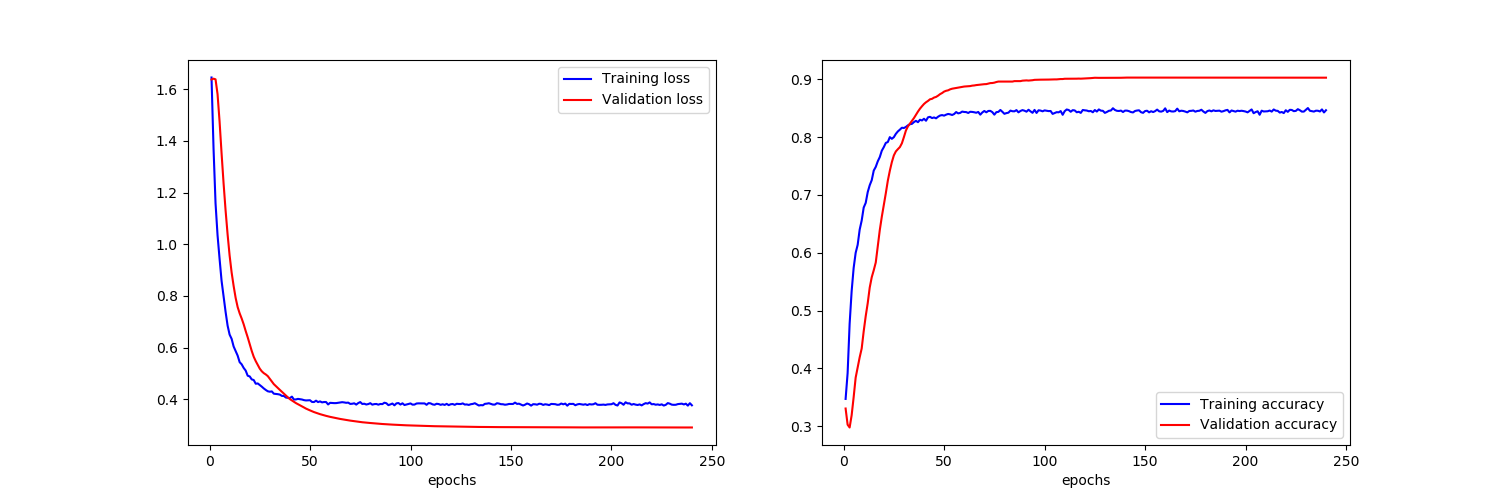 Training loss
Validation loss
1.6
1.4
1.2
1.0
0.8
0.6
0.4
0 50 100 150 200 250
epochs
0.9
0.8
0.7
0.6
0.5
0.4
0.3
Training accuracy
Validation accuracy
0 50 100 150 200 250
epochs